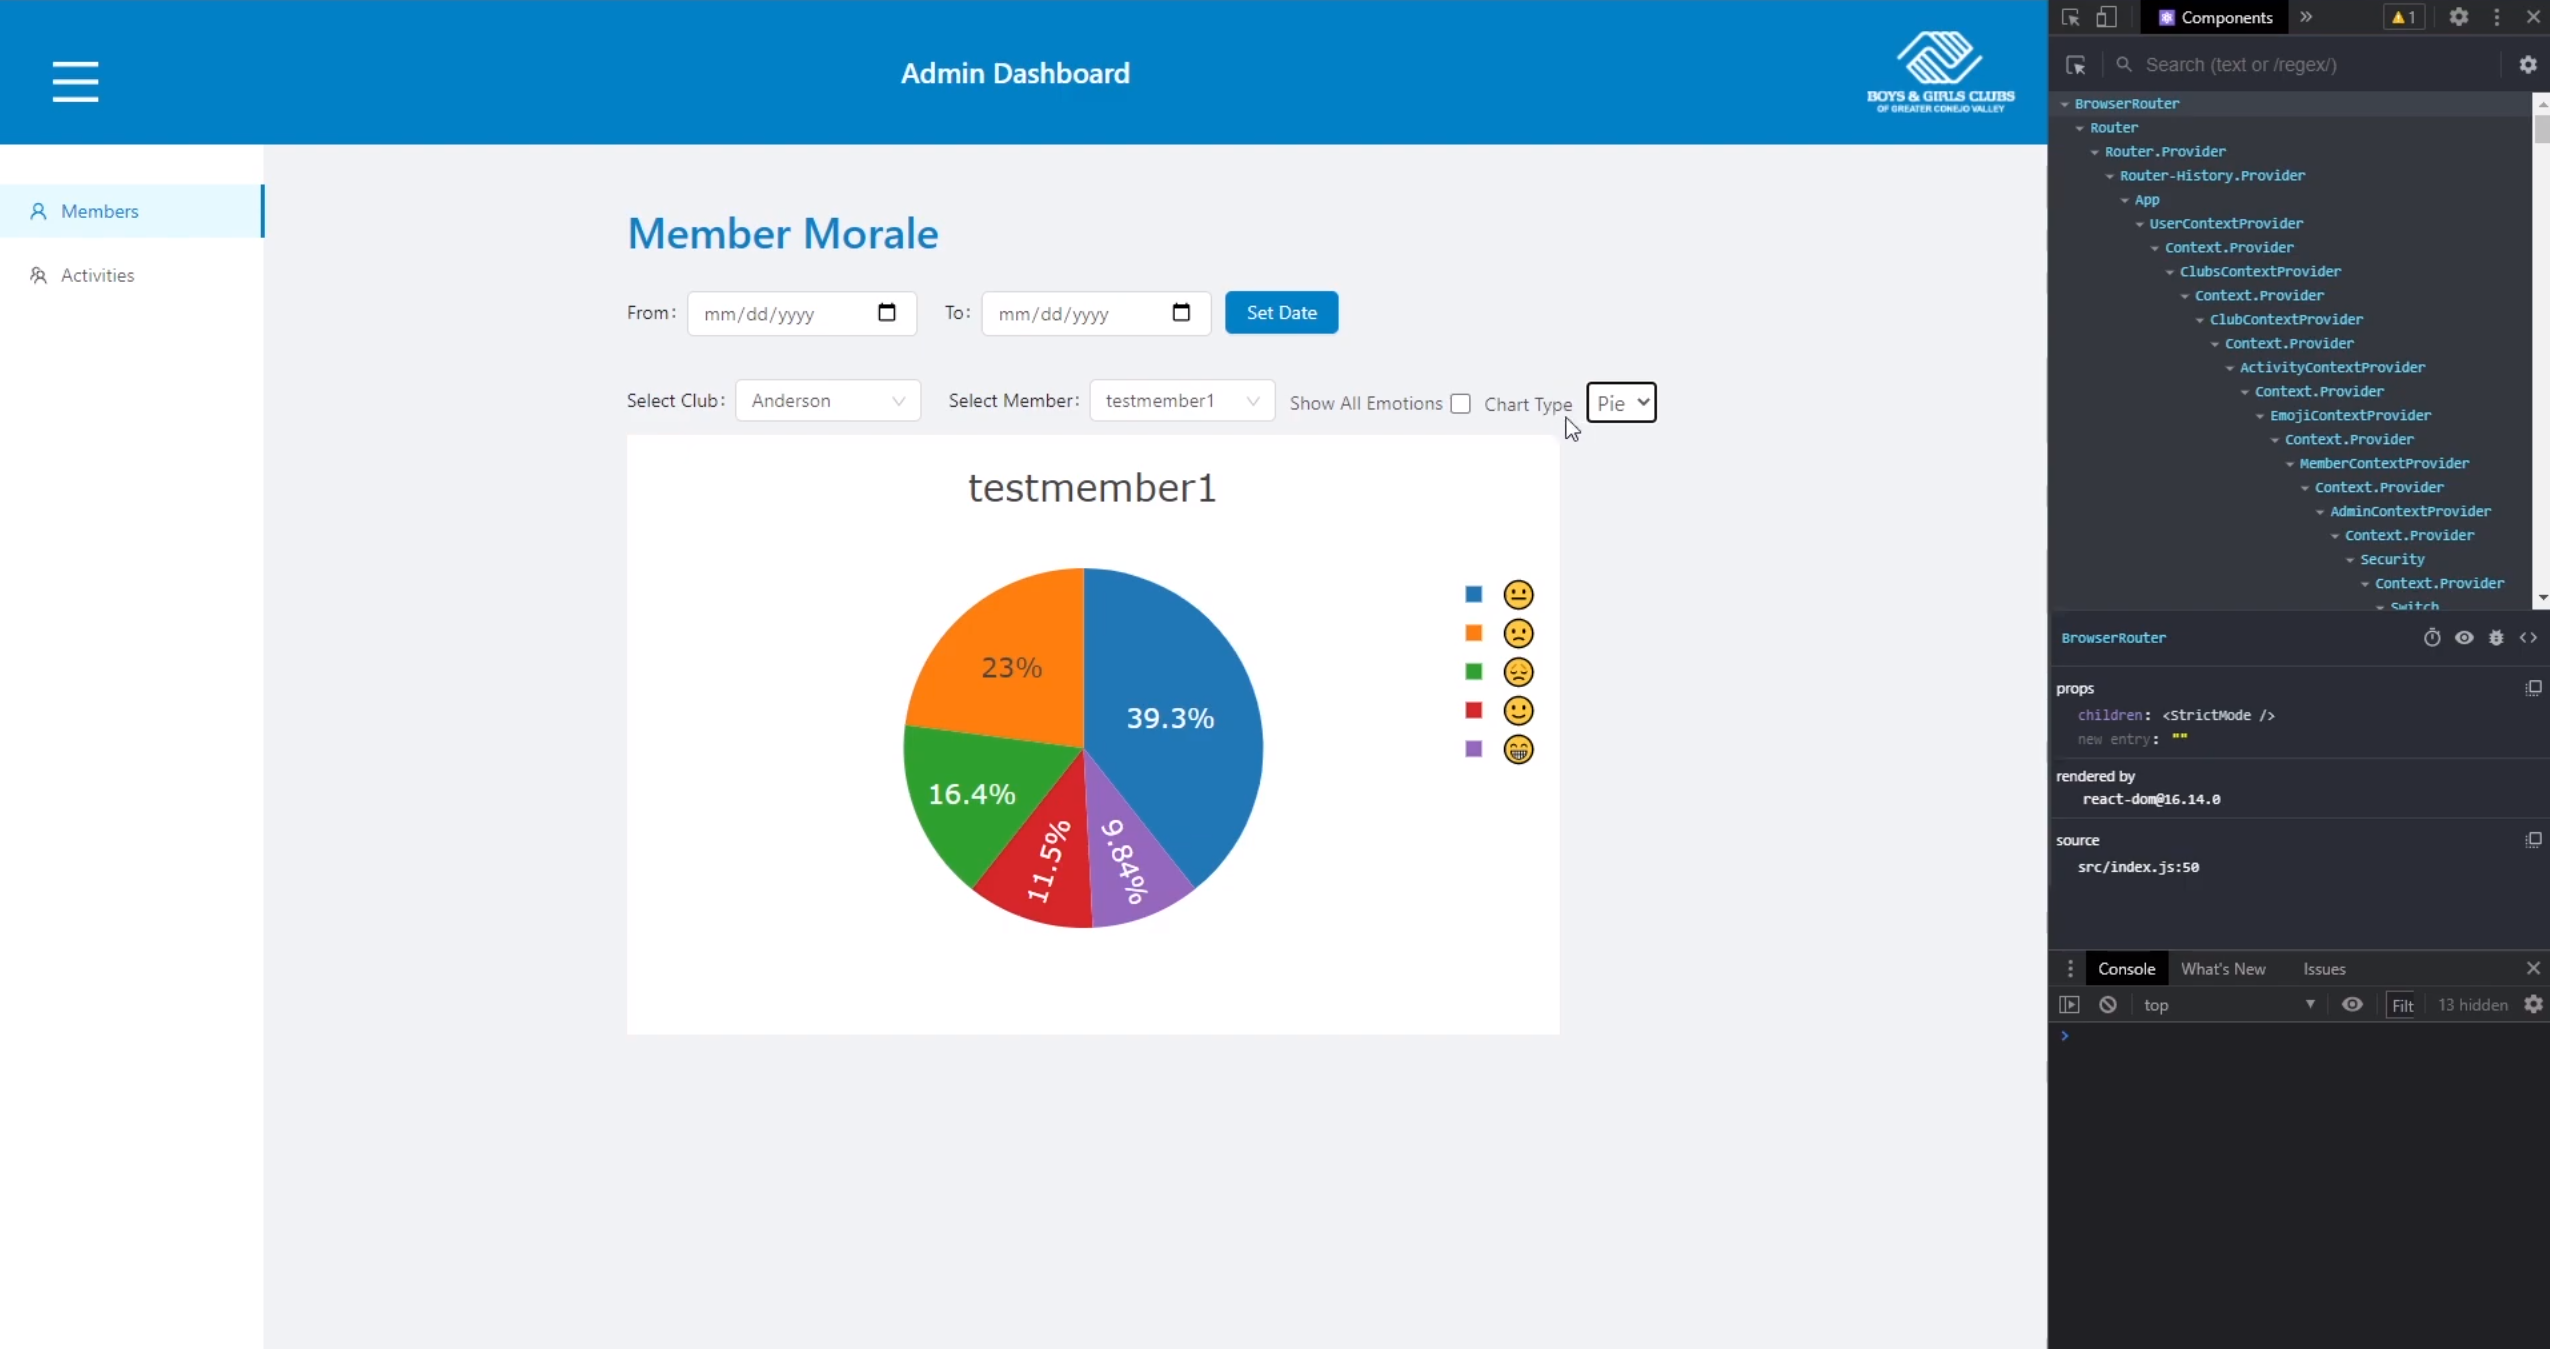 Admin Dashboard
BOYS & GIRLS CLUBS
OF GREATER CONEJO VALLEY
Members
Activities
Member Morale
From: mm/dd/yyyy To: mm/dd/yyyy Set Date
Select Club: Anderson Select Member: testmember1 Show All Emotions Chart Type Pie
testmember1
23%
39.3%
16.4%
11.5%
9.84%
Components » 1
Search (text or /regex/)
BrowserRouter
Router
Router.Provider
Router-History.Provider
App
UserContextProvider
Context.Provider
ClubsContextProvider
Context.Provider
ClubContextProvider
Context.Provider
ActivityContextProvider
Context.Provider
EmojiContextProvider
Context.Provider
MemberContextProvider
Context.Provider
AdminContextProvider
Context.Provider
Security
Context.Provider
Switch
BrowserRouter
props
children: <StrictMode />
new entry: ""
rendered by
react-dom@16.14.0
source
src/index.js:50
Console What's New Issues
top Filt 13 hidden
>